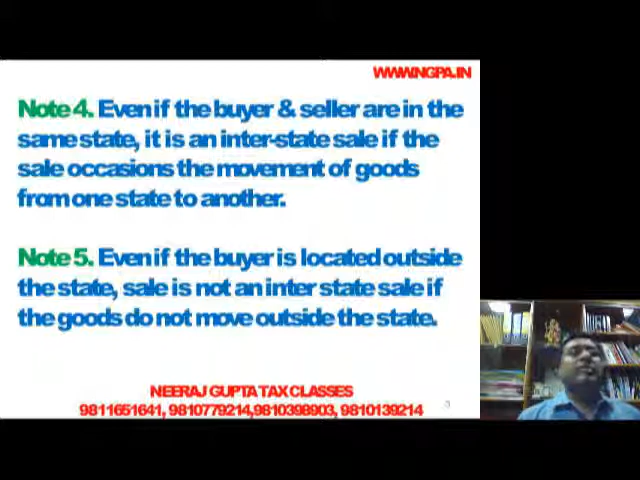 WWW.NGPA.IN
Note 4. Even if the buyer & seller are in the
same state, it is an inter-state sale if the
sale occasions the movement of goods
from one state to another.
Note 5. Even if the buyer is located outside
the state, sale is not an inter state sale if
the goods do not move outside the state.
NEERAJ GUPTA TAX CLASSES
9811651641, 9810779214,9810398903, 9810139214